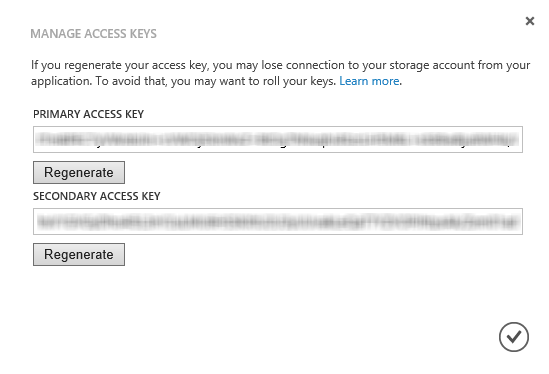 MANAGE ACCESS KEYS
If you regenerate your access key, you may lose connection to your storage account from your
application. To avoid that, you may want to roll your keys. Learn more.
PRIMARY ACCESS KEY
Regenerate
SECONDARY ACCESS KEY
Regenerate